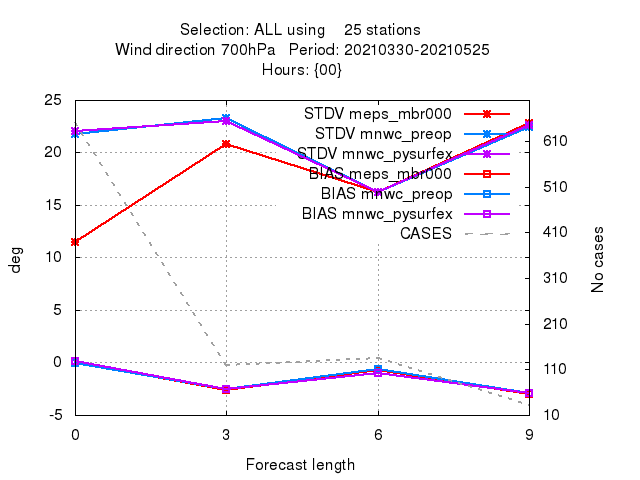 Selection: ALL using 25 stations
Wind direction 700hPa Period: 20210330-20210525
Hours: {00}
25
20
15
10
5
0
-5
deg
STDV meps_mbr000
STDV mnwc_preop
STDV mnwc_pysurfex
BIAS meps_mbr000
BIAS mnwc_preop
BIAS mnwc_pysurfex
CASES
610
510
410
310
210
110
10
No cases
0 3 6 9
Forecast length